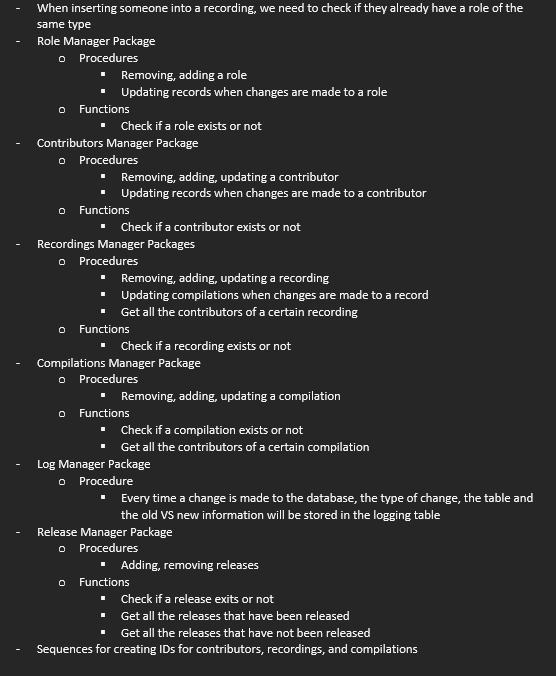 - When inserting someone into a recording, we need to check if they already have a role of the
same type
- Role Manager Package
o Procedures
▪ Removing, adding a role
▪ Updating records when changes are made to a role
o Functions
▪ Check if a role exists or not
- Contributors Manager Package
o Procedures
▪ Removing, adding, updating a contributor
▪ Updating records when changes are made to a contributor
o Functions
▪ Check if a contributor exists or not
- Recordings Manager Packages
o Procedures
▪ Removing, adding, updating a recording
▪ Updating compilations when changes are made to a record
▪ Get all the contributors of a certain recording
o Functions
▪ Check if a recording exists or not
- Compilations Manager Package
o Procedures
▪ Removing, adding, updating a compilation
o Functions
▪ Check if a compilation exists or not
▪ Get all the contributors of a certain compilation
- Log Manager Package
o Procedure
▪ Every time a change is made to the database, the type of change, the table and
the old VS new information will be stored in the logging table
- Release Manager Package
o Procedures
▪ Adding, removing releases
o Functions
▪ Check if a release exits or not
▪ Get all the releases that have been released
▪ Get all the releases that have not been released
- Sequences for creating IDs for contributors, recordings, and compilations